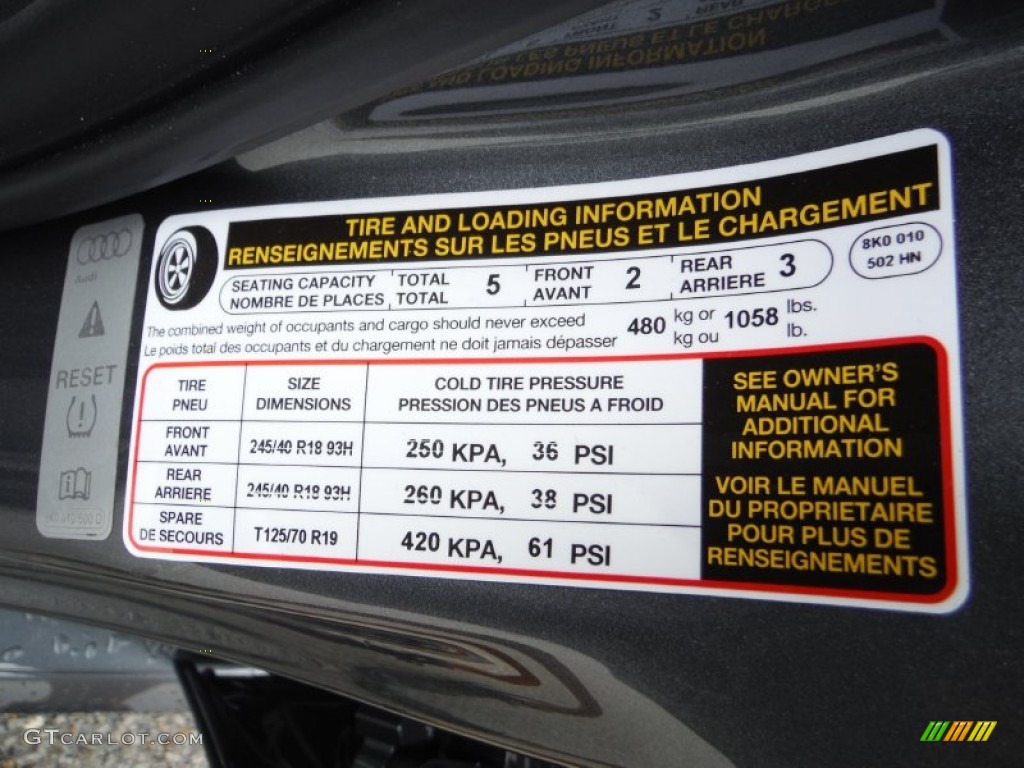 TIRE AND LOADING INFORMATION
RENSEIGNEMENTS SUR LES PNEUS ET LE CHARGEMENT
SEATING CAPACITY TOTAL 5 FRONT 2 REAR 3
NOMBRE DE PLACES TOTAL AVANT ARRIERE
8K0 010
502 HN
The combined weight of occupants and cargo should never exceed 480 kg or 1058 lbs.
Le poids total des occupants et du chargement ne doit jamais dépasser kg ou lb.
TIRE SIZE COLD TIRE PRESSURE
PNEU DIMENSIONS PRESSION DES PNEUS A FROID
FRONT
AVANT 245/40 R18 93H 250 KPA, 36 PSI
REAR
ARRIERE 245/40 R18 93H 260 KPA, 38 PSI
SPARE
DE SECOURS T125/70 R19 420 KPA, 61 PSI
SEE OWNER'S
MANUAL FOR
ADDITIONAL
INFORMATION
VOIR LE MANUEL
DU PROPRIETAIRE
POUR PLUS DE
RENSEIGNEMENTS
Audi
RESET
GTCARLOT.COM